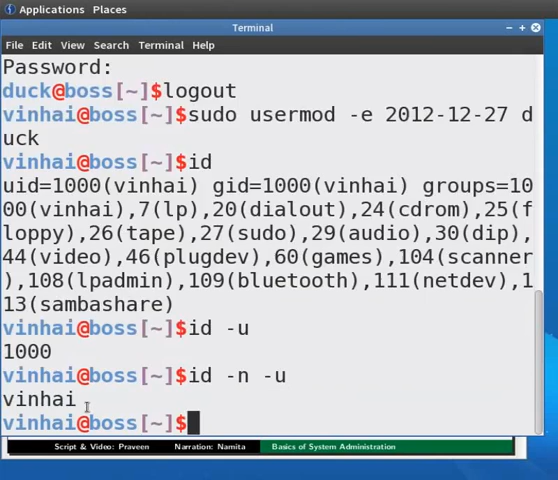 Applications Places
Terminal
File Edit View Search Terminal Help
Password:
duck@boss[~]$logout
vinhai@boss[~]$sudo usermod -e 2012-12-27 d
uck
vinhai@boss[~]$id
uid=1000(vinhai) gid=1000(vinhai) groups=10
00(vinhai),7(lp),20(dialout),24(cdrom),25(f
loppy),26(tape),27(sudo),29(audio),30(dip),
44(video),46(plugdev),60(games),104(scanner
),108(lpadmin),109(bluetooth),111(netdev),1
13(sambashare)
vinhai@boss[~]$id -u
1000
vinhai@boss[~]$id -n -u
vinhai
vinhai@boss[~]$
Script & Video: Praveen Narration: Namita Basics of System Administration